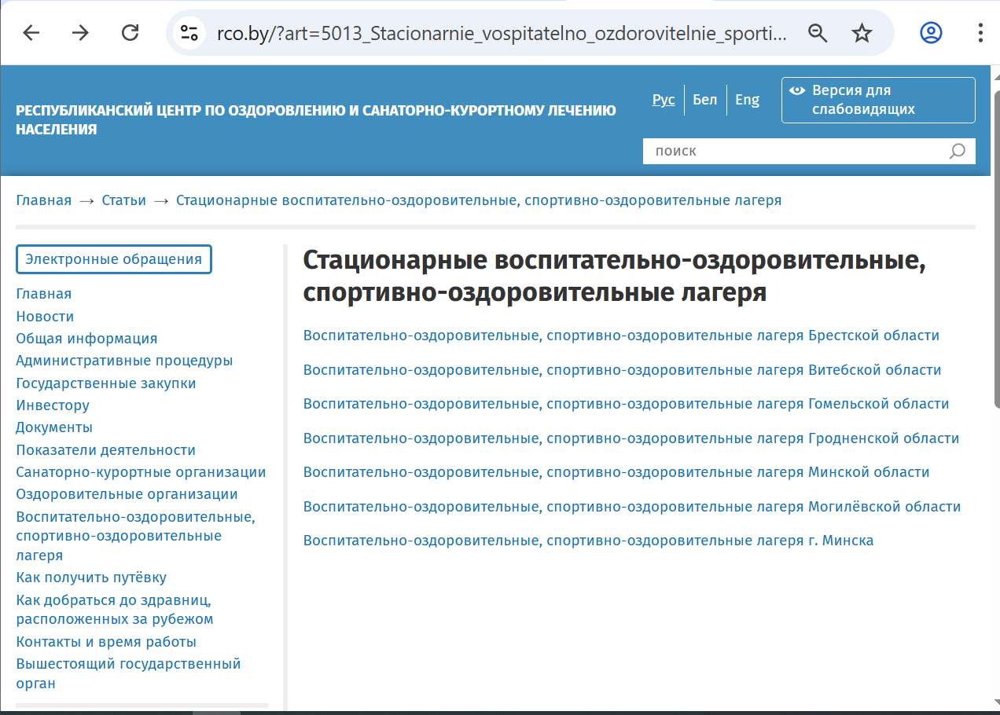 rco.by/?art=5013_Stacionarnie_vospitatelno_ozdorovitelnie_sporti...
РЕСПУБЛИКАНСКИЙ ЦЕНТР ПО ОЗДОРОВЛЕНИЮ И САНАТОРНО-КУРОРТНОМУ ЛЕЧЕНИЮ
НАСЕЛЕНИЯ
Рус Бел Eng
Версия для
слабовидящих
поиск
Главная → Статьи → Стационарные воспитательно-оздоровительные, спортивно-оздоровительные лагеря
Электронные обращения
Главная
Новости
Общая информация
Административные процедуры
Государственные закупки
Инвестору
Документы
Показатели деятельности
Санаторно-курортные организации
Оздоровительные организации
Воспитательно-оздоровительные,
спортивно-оздоровительные
лагеря
Как получить путёвку
Как добраться до здравниц,
расположенных за рубежом
Контакты и время работы
Вышестоящий государственный
орган
Стационарные воспитательно-оздоровительные,
спортивно-оздоровительные лагеря
Воспитательно-оздоровительные, спортивно-оздоровительные лагеря Брестской области
Воспитательно-оздоровительные, спортивно-оздоровительные лагеря Витебской области
Воспитательно-оздоровительные, спортивно-оздоровительные лагеря Гомельской области
Воспитательно-оздоровительные, спортивно-оздоровительные лагеря Гродненской области
Воспитательно-оздоровительные, спортивно-оздоровительные лагеря Минской области
Воспитательно-оздоровительные, спортивно-оздоровительные лагеря Могилёвской области
Воспитательно-оздоровительные, спортивно-оздоровительные лагеря г. Минска